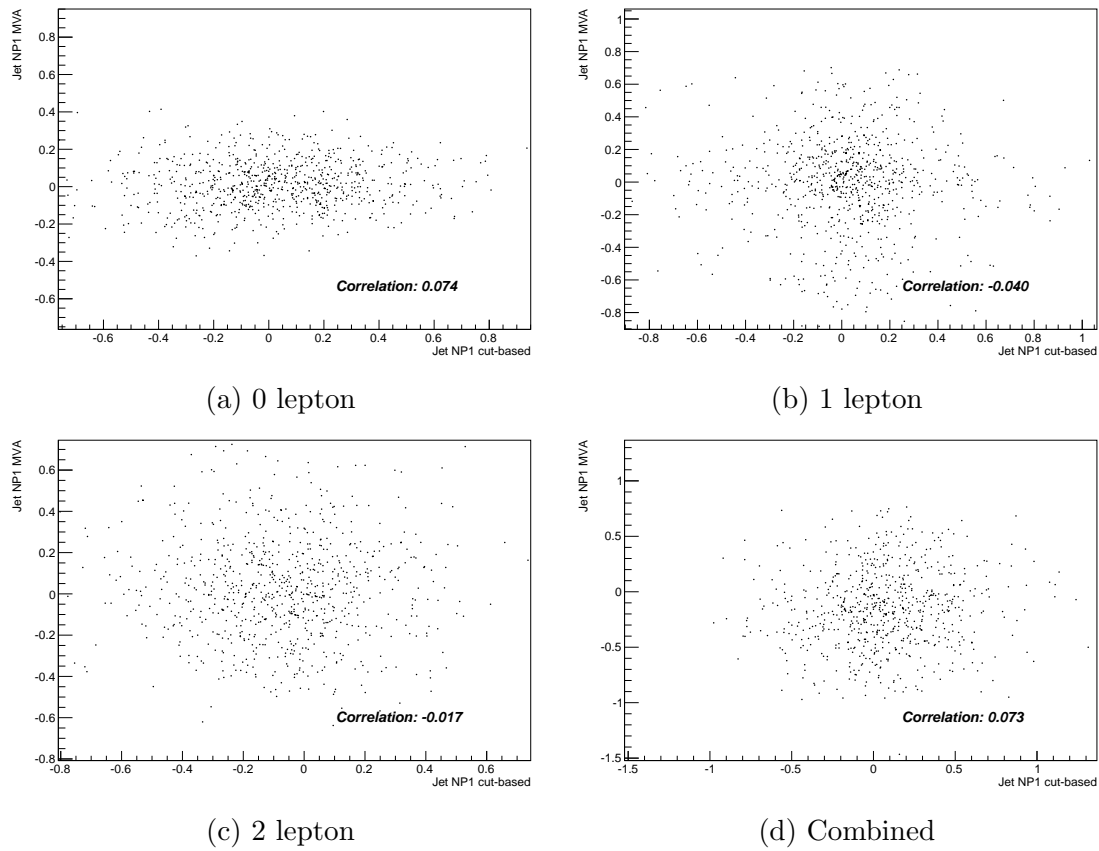 Jet NP1 MVA
0.8
0.6
0.4
0.2
0
-0.2
-0.4
-0.6
Correlation: 0.074
-0.6 -0.4 -0.2 0 0.2 0.4 0.6 0.8
Jet NP1 cut-based
(a) 0 lepton
Jet NP1 MVA
1
0.8
0.6
0.4
0.2
0
-0.2
-0.4
-0.6
-0.8
Correlation: -0.040
-0.8 -0.6 -0.4 -0.2 0 0.2 0.4 0.6 0.8 1
Jet NP1 cut-based
(b) 1 lepton
Jet NP1 MVA
0.6
0.4
0.2
0
-0.2
-0.4
-0.6
-0.8
Correlation: -0.017
-0.8 -0.6 -0.4 -0.2 0 0.2 0.4 0.6
Jet NP1 cut-based
(c) 2 lepton
Jet NP1 MVA
1
0.5
0
-0.5
-1
-1.5
Correlation: 0.073
-1.5 -1 -0.5 0 0.5 1
Jet NP1 cut-based
(d) Combined